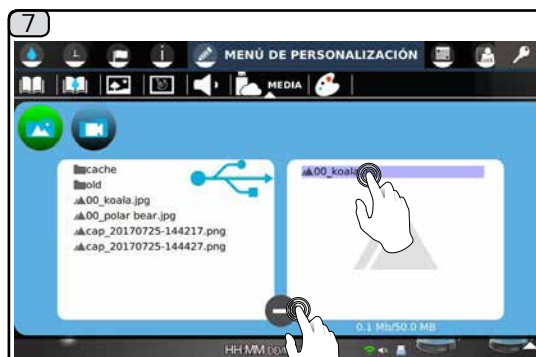 7
MENÚ DE PERSONALIZACIÓN
MEDIA
cache
old
00_koala.jpg
00_polar bear.jpg
cap_20170725-144217.png
cap_20170725-144427.png
00_koala
0.1 Mb/50.0 MB
HH:MM